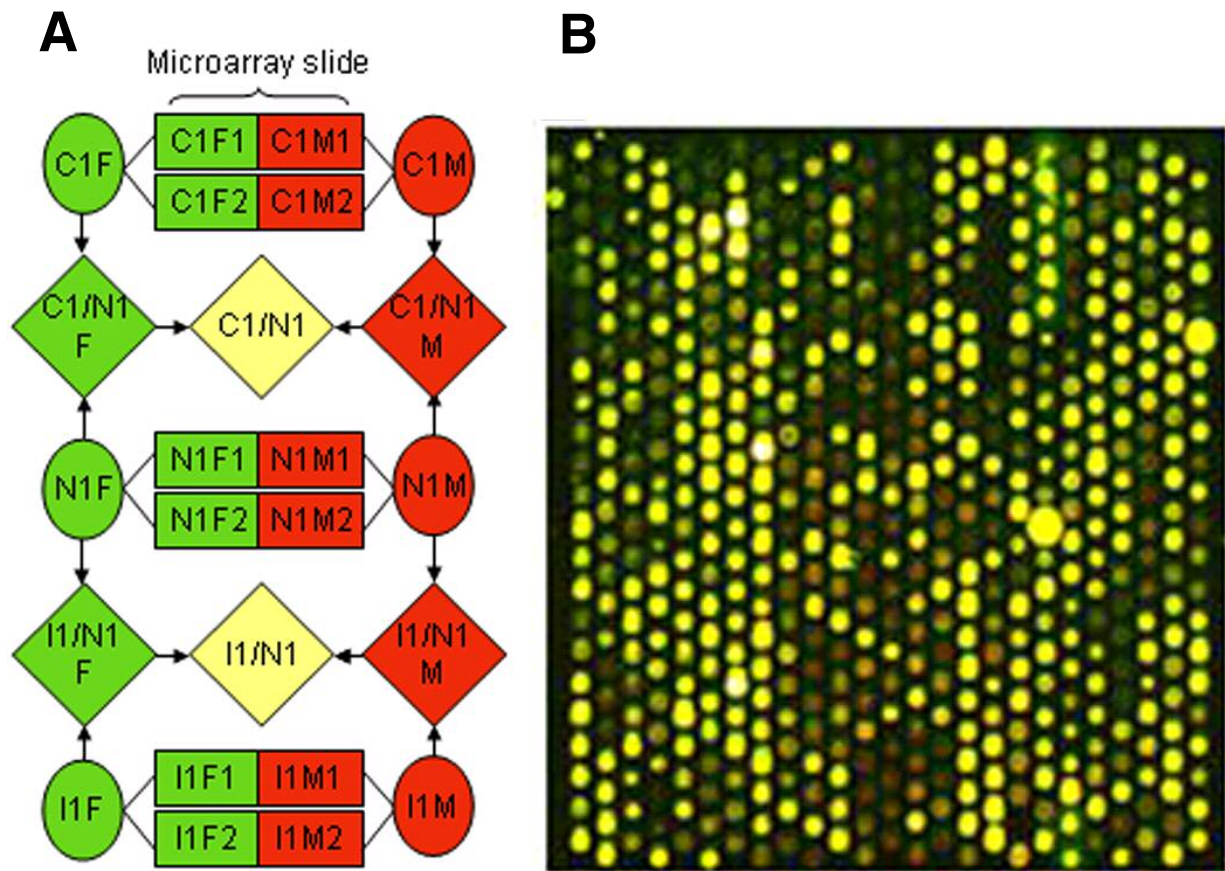 A
B
Microarray slide
C1F
C1F1
C1M1
C1M
C1F2
C1M2
C1/N1
F
C1/N1
C1/N1
M
N1F
N1F1
N1M1
N1M
N1F2
N1M2
I1/N1
F
I1/N1
I1/N1
M
I1F
I1F1
I1M1
I1M
I1F2
I1M2